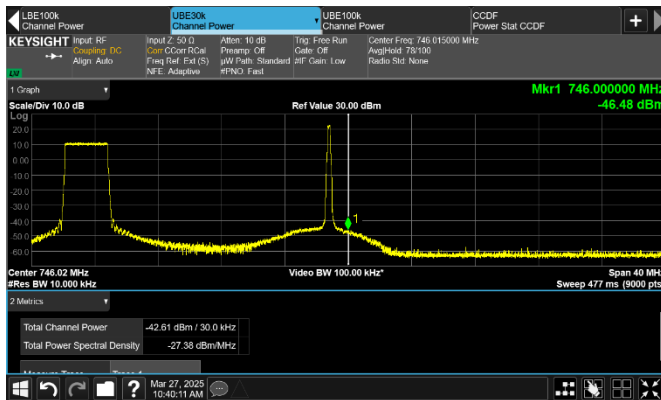 LBE100k
Channel Power
UBE30k
Channel Power
UBE100k
Channel Power
CCDF
Power Stat CCDF
KEYSIGHT
Input: RF
Coupling: DC
Align: Auto
Input Z: 50 Ω
Corr CCorr RCal
Freq Ref: Ext (S)
NFE: Adaptive
Atten: 10 dB
Preamp: Off
µW Path: Standard
#PNO: Fast
Trig: Free Run
Gate: Off
#IF Gain: Low
Center Freq: 746.015000 MHz
Avg|Hold: 78/100
Radio Std: None
LXI
1 Graph
Mkr1 746.000000 MHz
-46.48 dBm
Scale/Div 10.0 dB
Ref Value 30.00 dBm
Log
20.0
10.0
0.00
-10.0
-20.0
-30.0
-40.0
-50.0
-60.0
1
Center 746.02 MHz
Video BW 100.00 kHz*
Span 40 MHz
#Res BW 10.000 kHz
Sweep 477 ms (9000 pts)
2 Metrics
Total Channel Power
-42.61 dBm / 30.0 kHz
Total Power Spectral Density
-27.38 dBm/MHz
?
Mar 27, 2025
10:40:11 AM